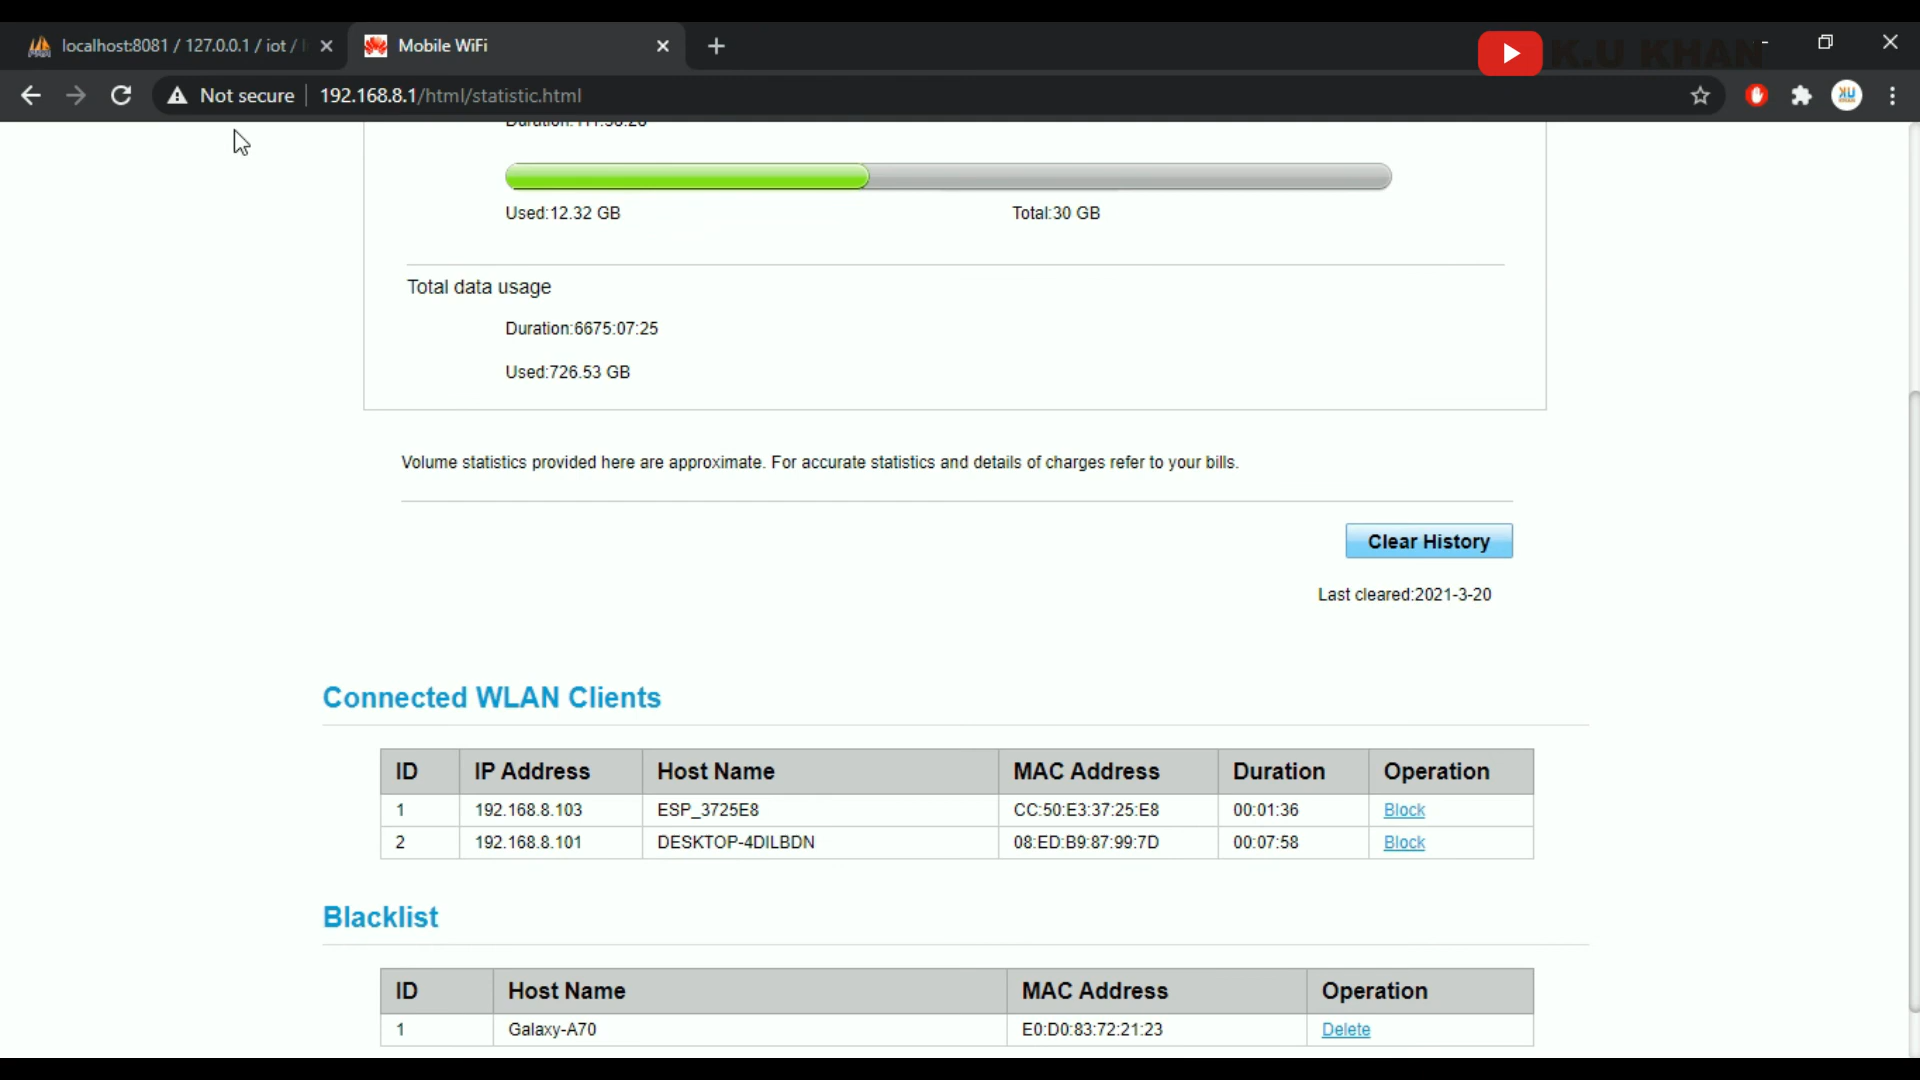 localhost:8081 / 127.0.0.1 / iot /
Mobile WiFi
K.U KHAN
Not secure
192.168.8.1/html/statistic.html
Used:12.32 GB
Total:30 GB
Total data usage
Duration:6675:07:25
Used:726.53 GB
Volume statistics provided here are approximate. For accurate statistics and details of charges refer to your bills.
Clear History
Last cleared:2021-3-20
Connected WLAN Clients
ID IP Address Host Name MAC Address Duration Operation
1 192.168.8.103 ESP_3725E8 CC:50:E3:37:25:E8 00:01:36 Block
2 192.168.8.101 DESKTOP-4DILBDN 08:ED:B9:87:99:7D 00:07:58 Block
Blacklist
ID Host Name MAC Address Operation
1 Galaxy-A70 E0:D0:83:72:21:23 Delete